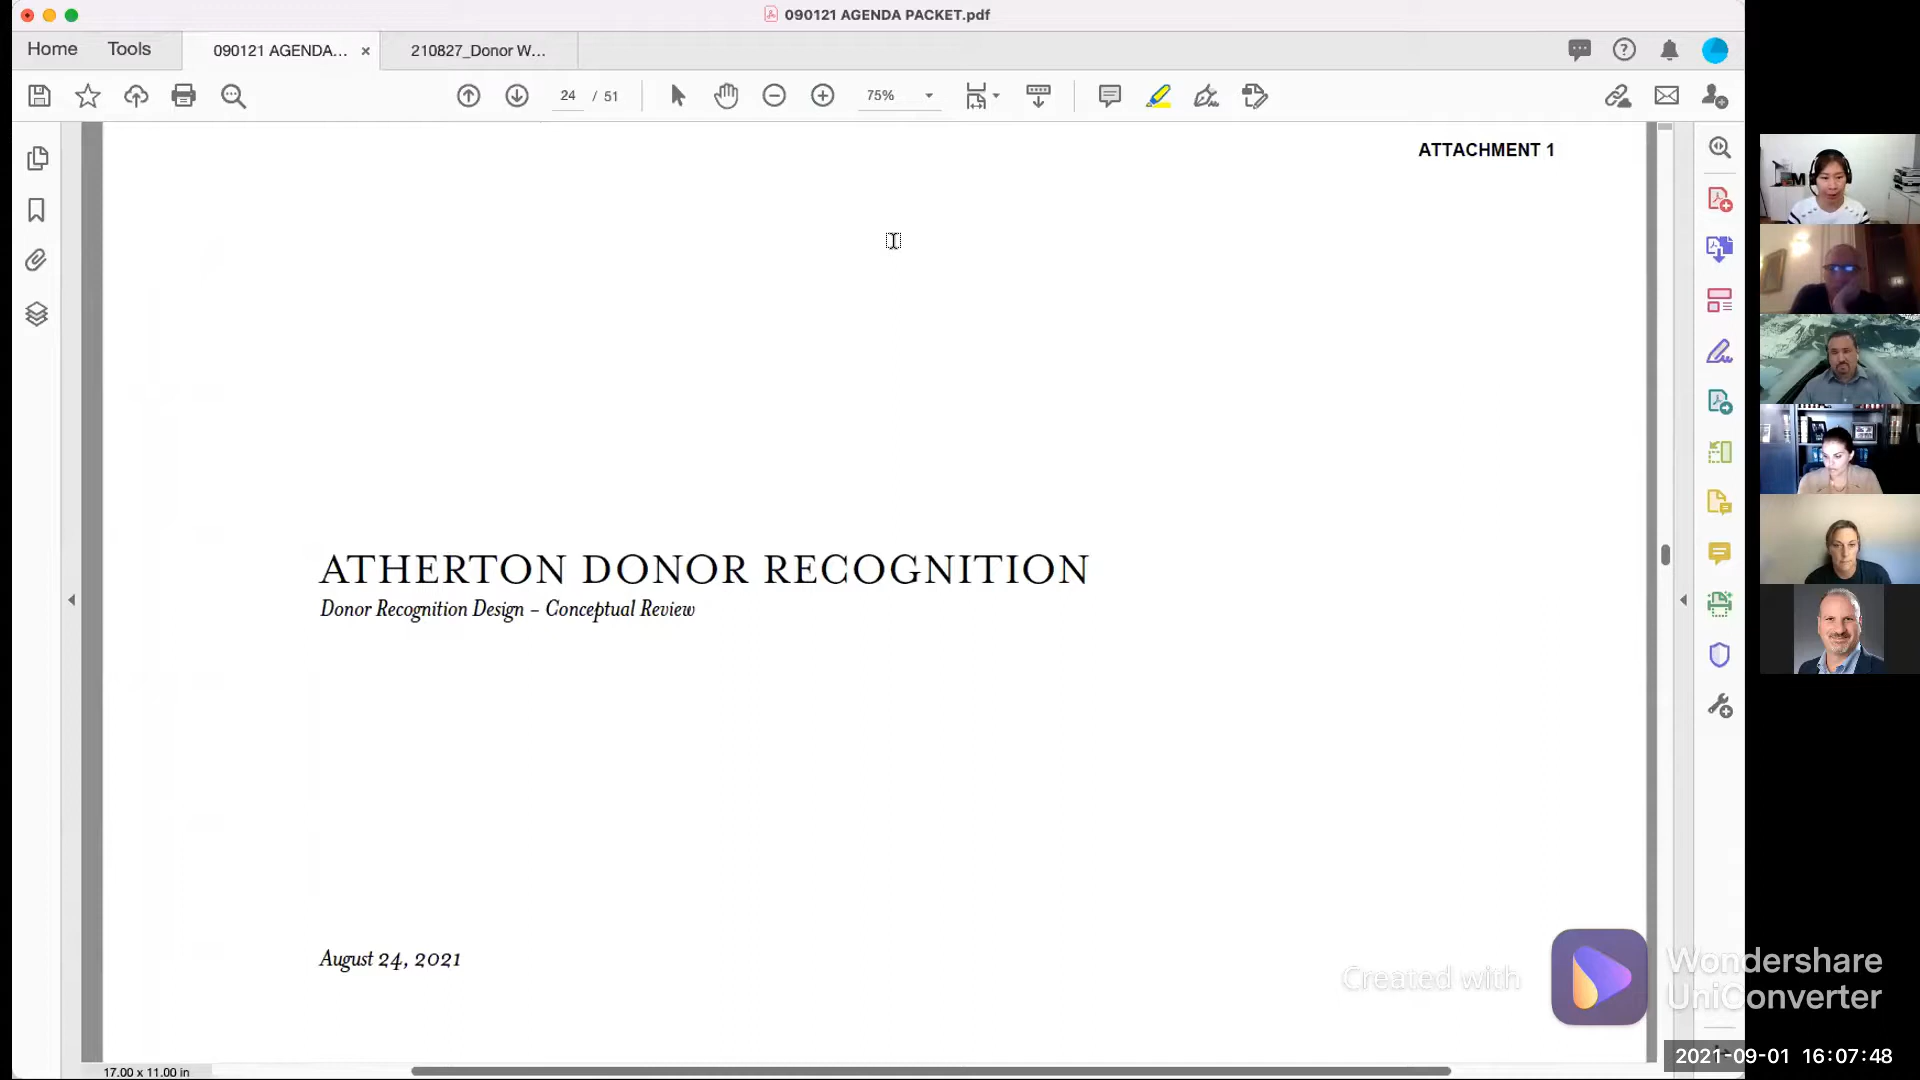 090121 AGENDA PACKET.pdf
Home
Tools
090121 AGENDA...
210827_Donor W...
24 / 51
75%
ATTACHMENT 1
ATHERTON DONOR RECOGNITION
Donor Recognition Design – Conceptual Review
August 24, 2021
Created with
Wondershare
UniConverter
17.00 x 11.00 in
2021-09-01 16:07:48